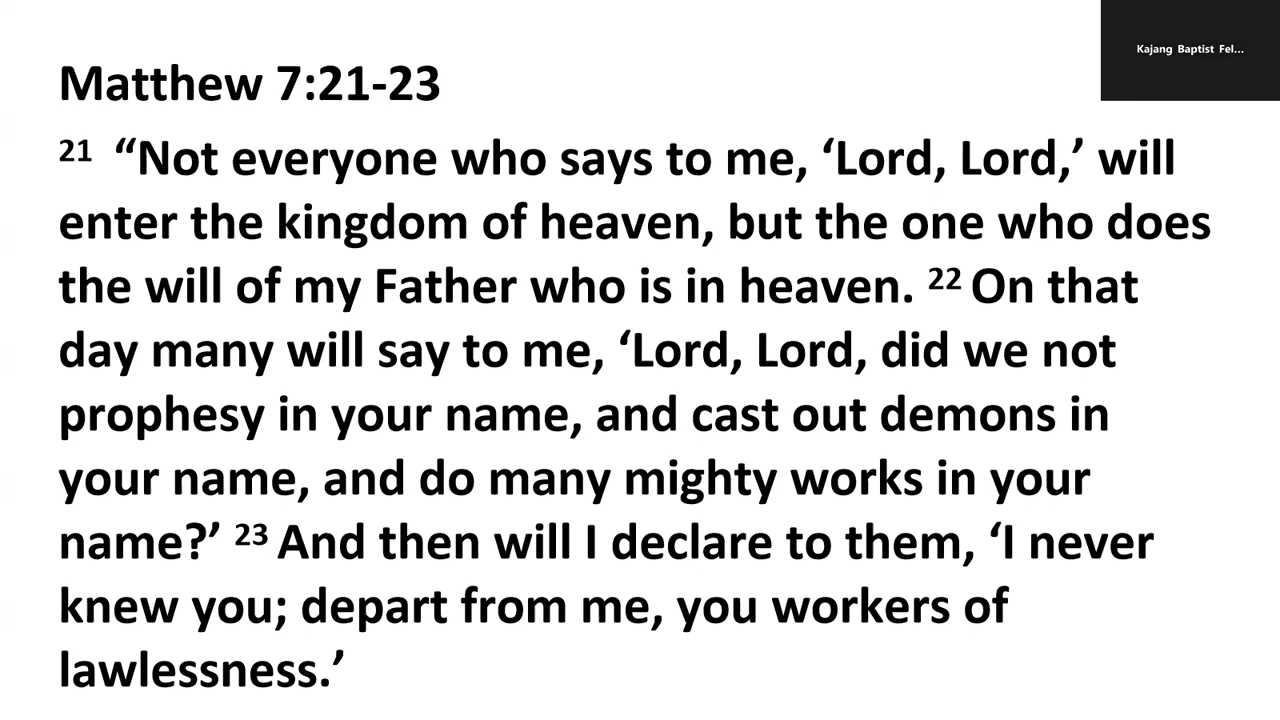 Kajang Baptist Fel...
Matthew 7:21-23
21 “Not everyone who says to me, ‘Lord, Lord,’ will
enter the kingdom of heaven, but the one who does
the will of my Father who is in heaven. 22 On that
day many will say to me, ‘Lord, Lord, did we not
prophesy in your name, and cast out demons in
your name, and do many mighty works in your
name?’ 23 And then will I declare to them, ‘I never
knew you; depart from me, you workers of
lawlessness.’